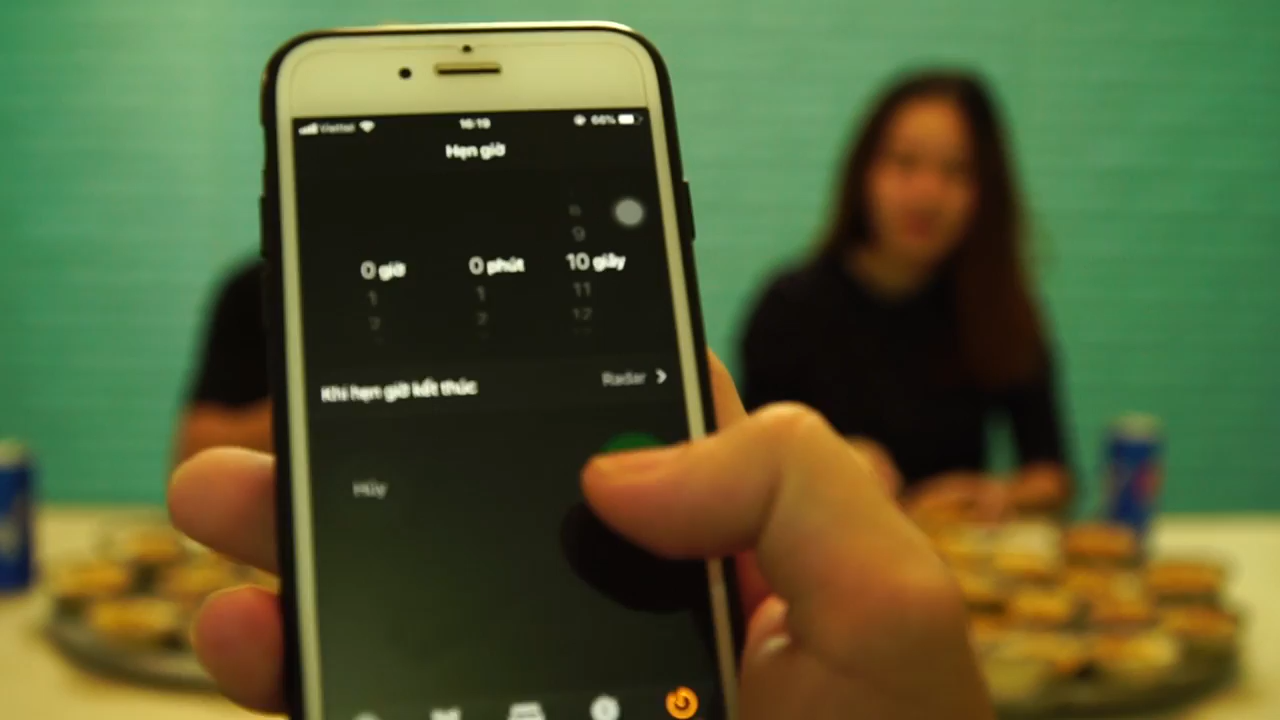 Viettel 16:19 66%
Hẹn giờ
9
0 giờ 0 phút 10 giây
1 1 11
2 2 12
Khi hẹn giờ kết thúc Radar
Hủy